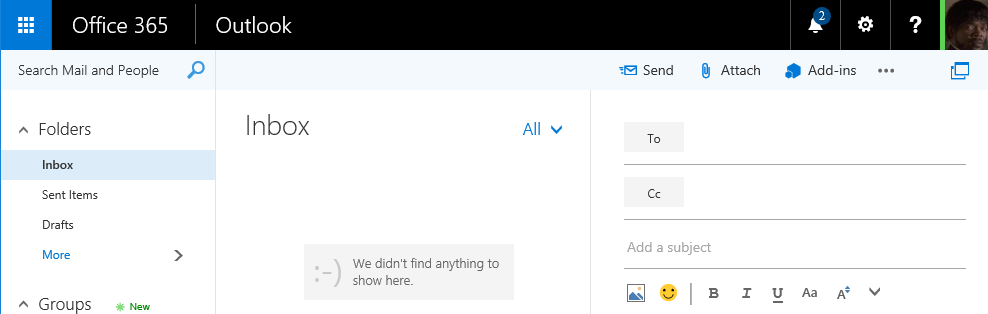 Office 365
Outlook
2
?
Search Mail and People
Send
Attach
Add-ins
Folders
Inbox
Sent Items
Drafts
More
Groups
New
Inbox
All
:-)
We didn't find anything to
show here.
To
Cc
Add a subject
B I U Aa A